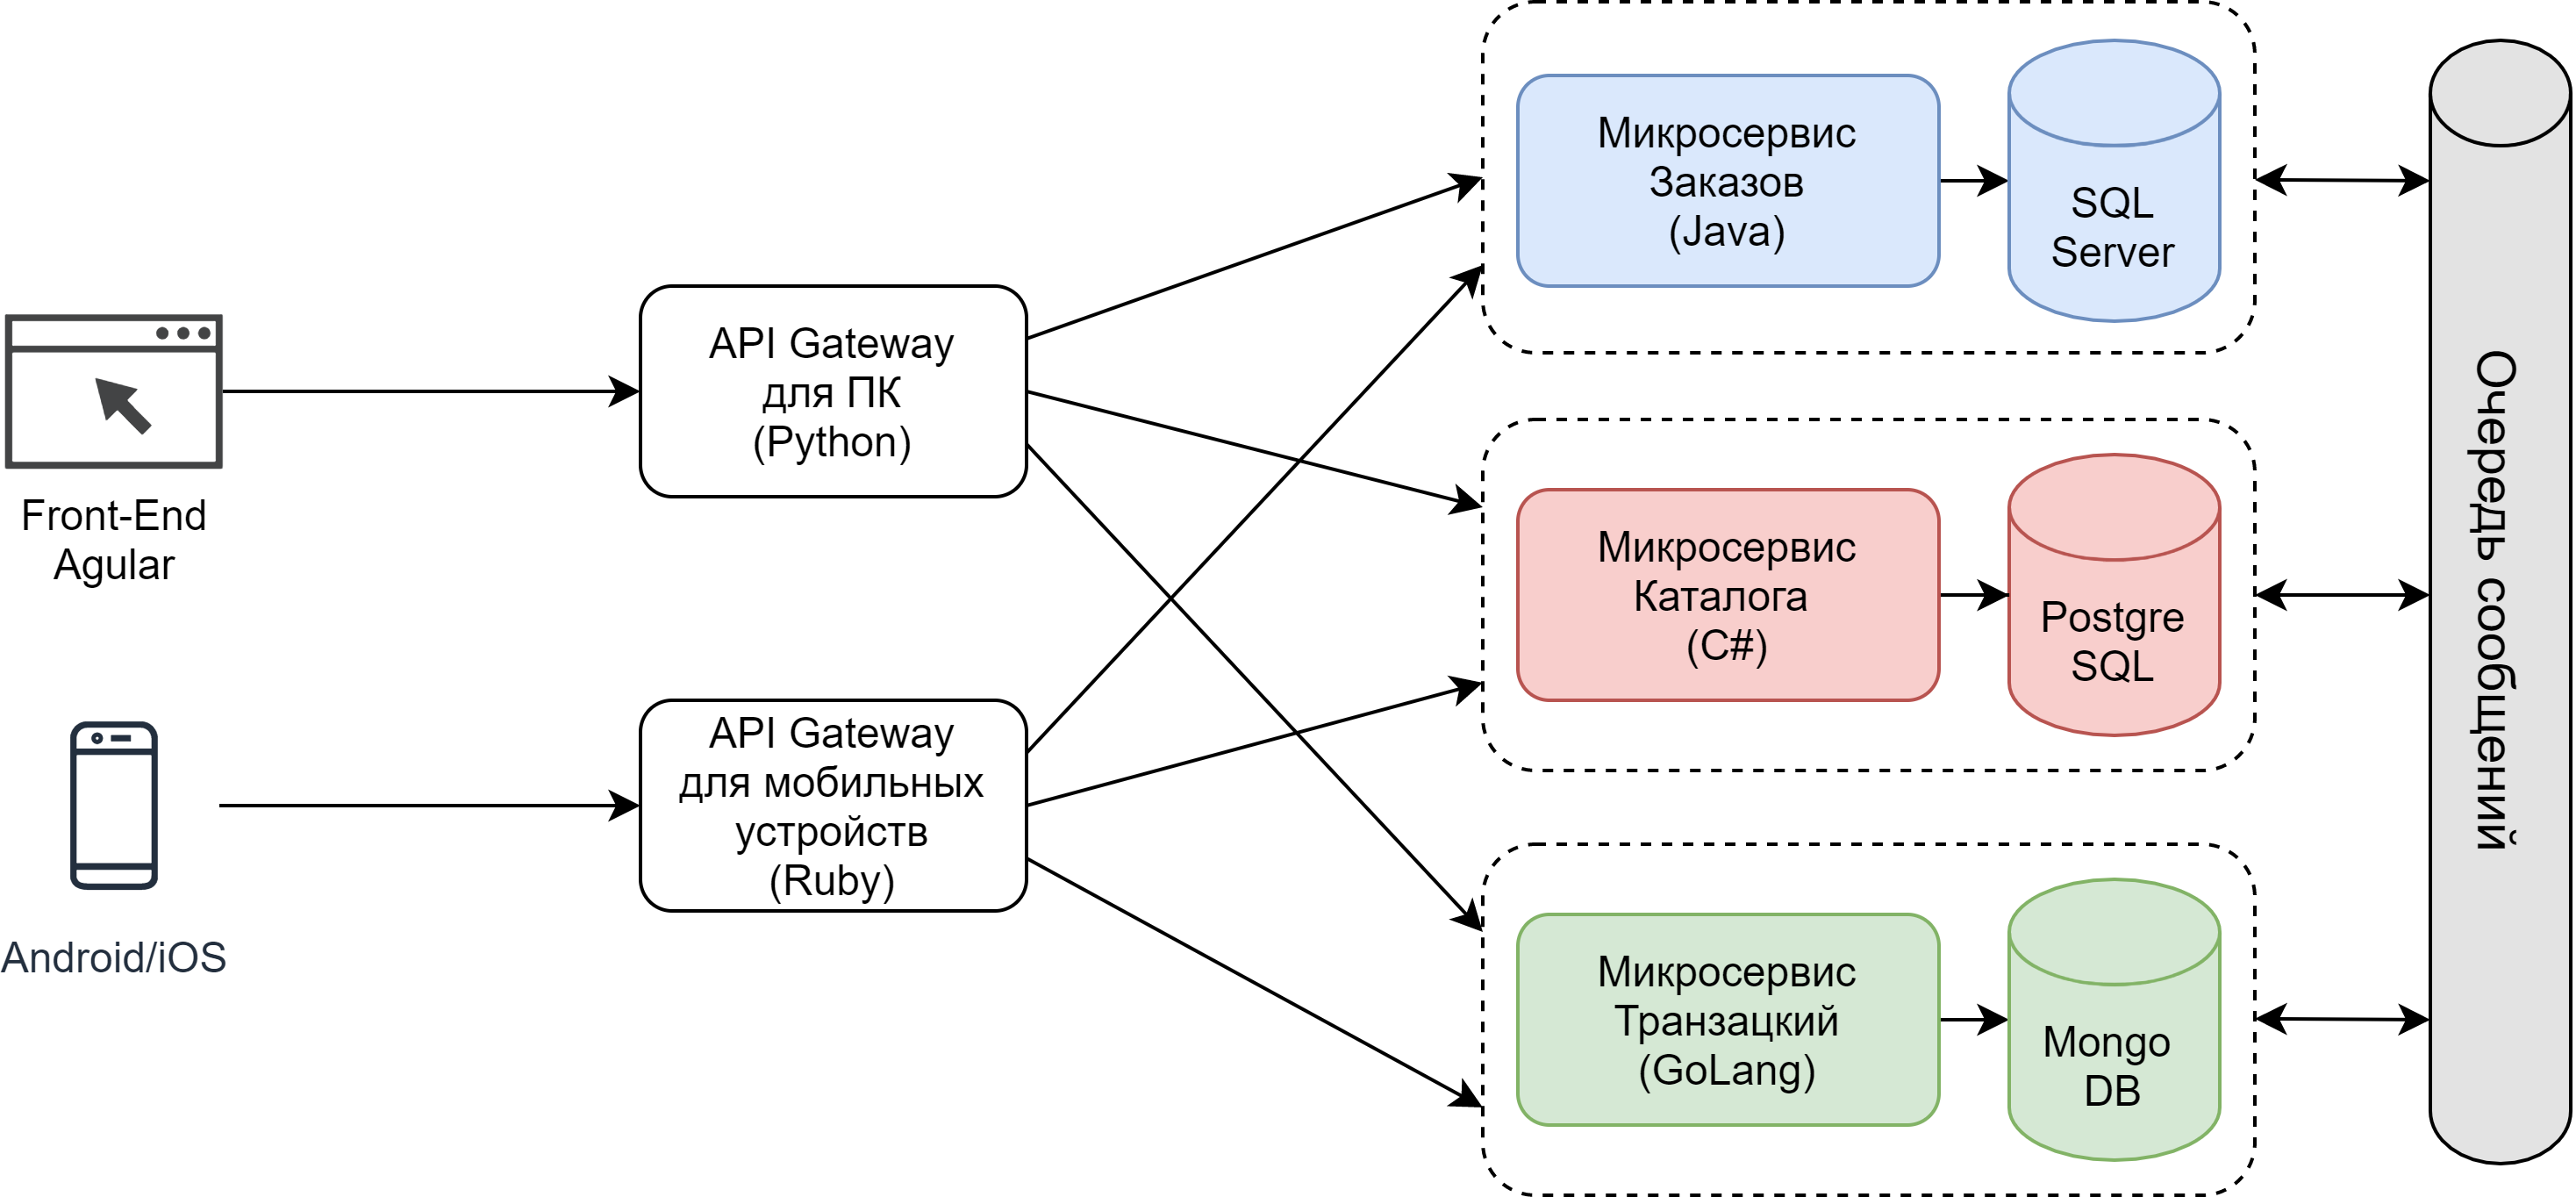 Front-End
Agular
Android/iOS
API Gateway
для ПК
(Python)
API Gateway
для мобильных
устройств
(Ruby)
Микросервис
Заказов
(Java)
SQL
Server
Микросервис
Каталога
(C#)
Postgre
SQL
Микросервис
Транзацкий
(GoLang)
Mongo
DB
Очередь сообщений